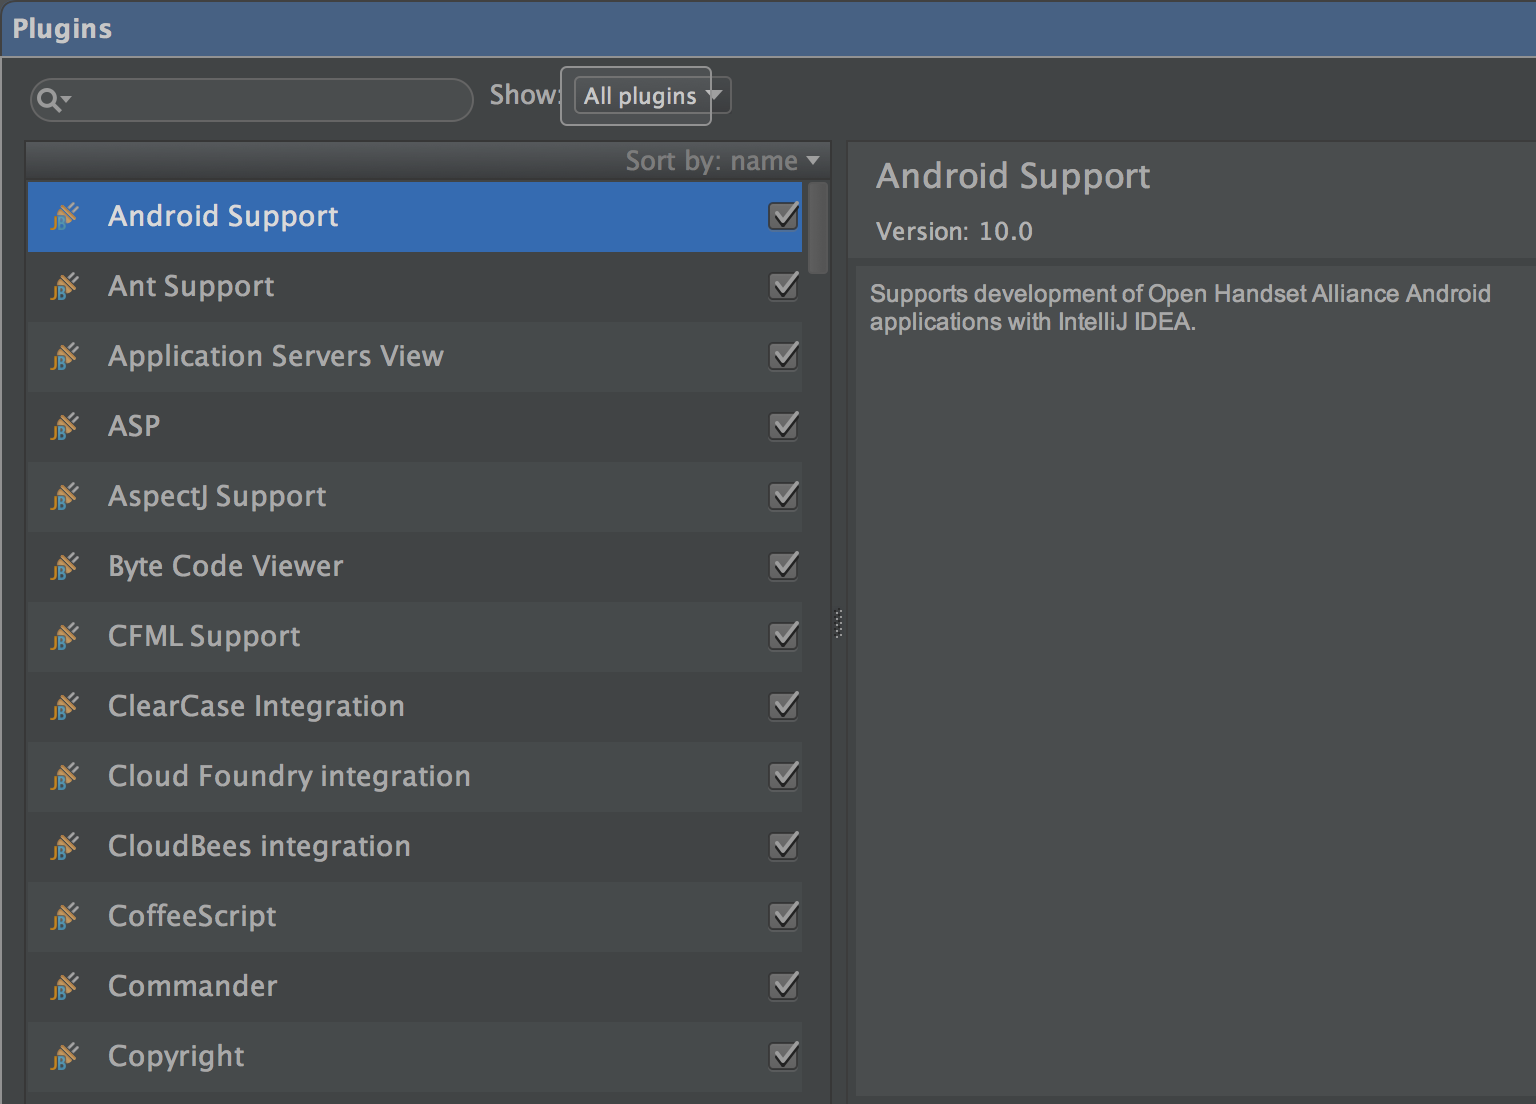 Plugins
Show: All plugins
Sort by: name
Android Support
Ant Support
Application Servers View
ASP
AspectJ Support
Byte Code Viewer
CFML Support
ClearCase Integration
Cloud Foundry integration
CloudBees integration
CoffeeScript
Commander
Copyright
Android Support
Version: 10.0
Supports development of Open Handset Alliance Android
applications with IntelliJ IDEA.